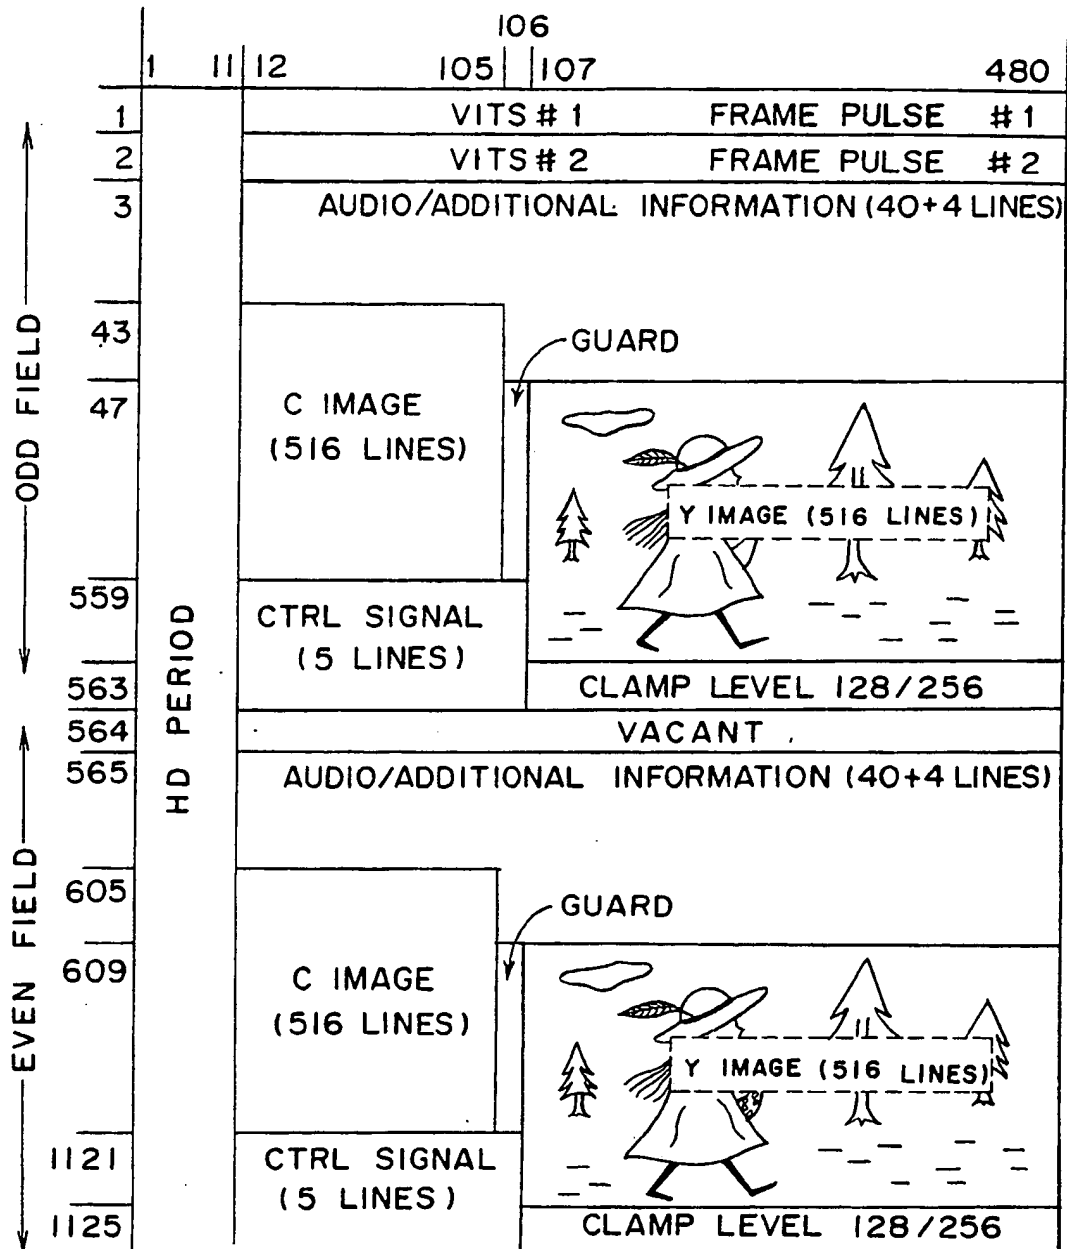 106
1 11 12 105 107 480
1 VITS # 1 FRAME PULSE # 1
2 VITS # 2 FRAME PULSE # 2
3 AUDIO/ADDITIONAL INFORMATION (40+4 LINES)
43
GUARD
47
C IMAGE
(516 LINES)
Y IMAGE (516 LINES)
ODD FIELD
559
CTRL SIGNAL
(5 LINES)
563 CLAMP LEVEL 128/256
HD PERIOD
564 VACANT
565 AUDIO/ADDITIONAL INFORMATION (40+4 LINES)
605
GUARD
609
C IMAGE
(516 LINES)
Y IMAGE (516 LINES)
EVEN FIELD
1121
CTRL SIGNAL
(5 LINES)
1125 CLAMP LEVEL 128/256